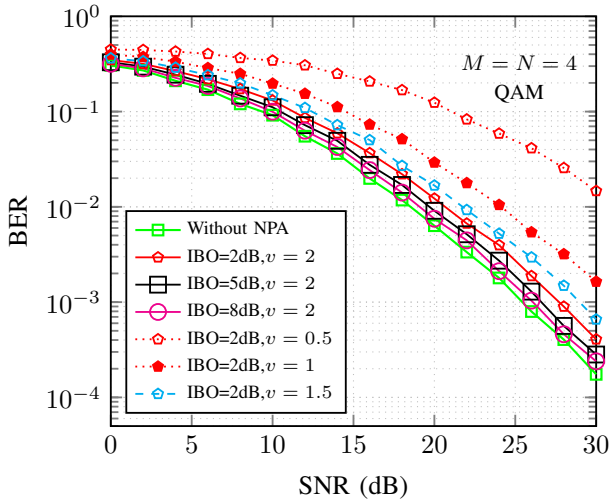 10^0
10^{-1}
10^{-2}
10^{-3}
10^{-4}
BER
M = N = 4
QAM
Without NPA
IBO=2dB,v = 2
IBO=5dB,v = 2
IBO=8dB,v = 2
IBO=2dB,v = 0.5
IBO=2dB,v = 1
IBO=2dB,v = 1.5
0 5 10 15 20 25 30
SNR (dB)